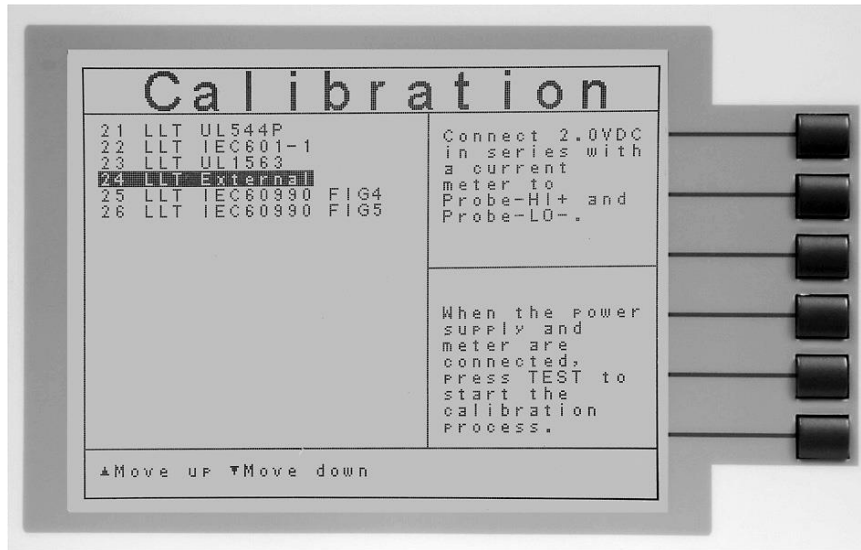 Calibration
21 LLT UL544P
22 LLT IEC601-1
23 LLT UL1563
24 LLT External
25 LLT IEC60990 FIG4
26 LLT IEC60990 FIG5
Connect 2.0VDC
in series with
a current
meter to
Probe-HI+ and
Probe-LO-.
When the power
supply and
meter are
connected,
press TEST to
start the
calibration
process.
▲Move up ▼Move down